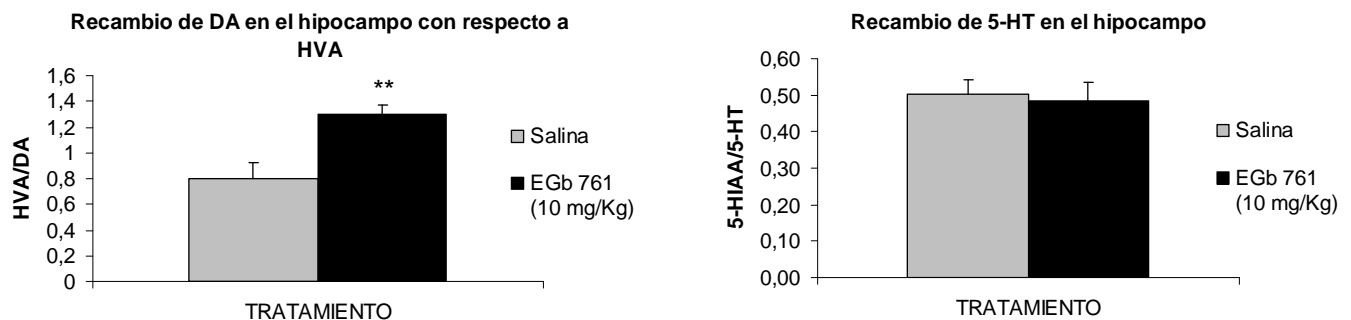 Recambio de DA en el hipocampo con respecto a
HVA
1,6
1,4
1,2
1
0,8
0,6
0,4
0,2
0
HVA/DA
**
Salina
EGb 761
(10 mg/Kg)
TRATAMIENTO
Recambio de 5-HT en el hipocampo
0,60
0,50
0,40
0,30
0,20
0,10
0,00
5-HIAA/5-HT
Salina
EGb 761
(10 mg/Kg)
TRATAMIENTO